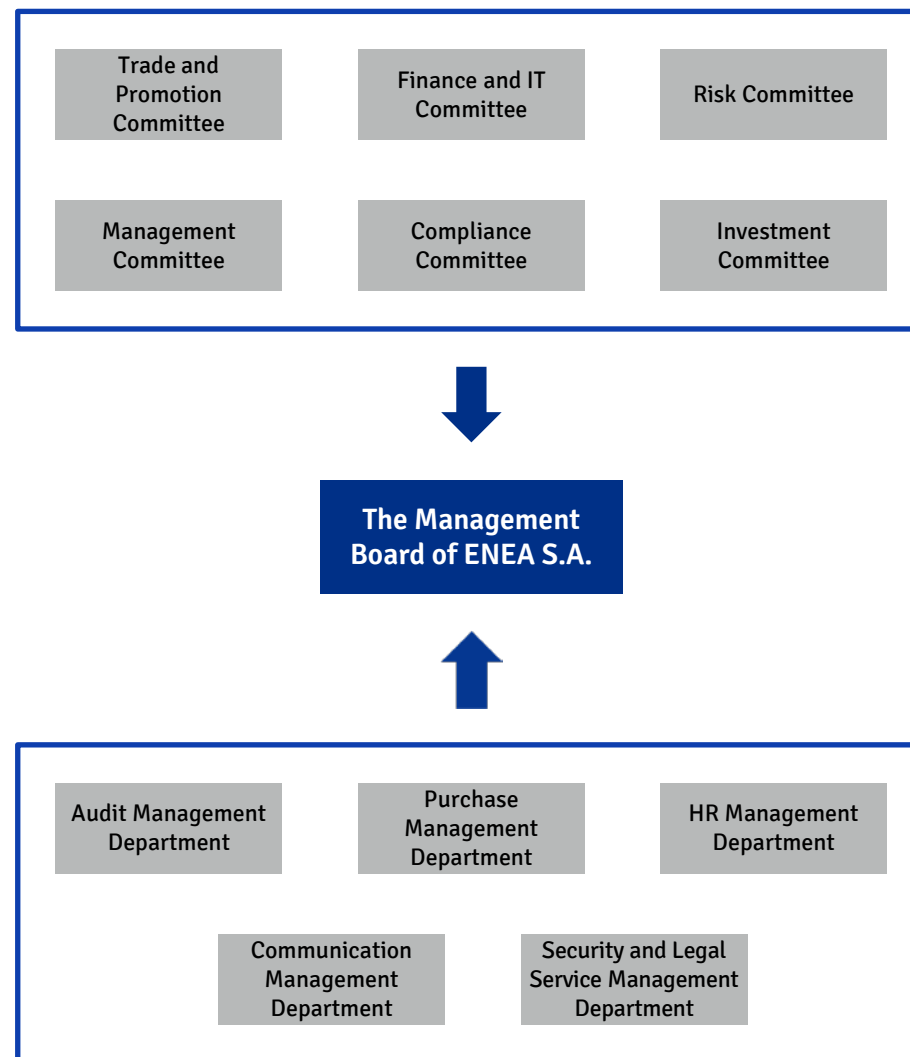 Trade and
Promotion
Committee
Finance and IT
Committee
Risk Committee
Management
Committee
Compliance
Committee
Investment
Committee
The Management
Board of ENEA S.A.
Audit Management
Department
Purchase
Management
Department
HR Management
Department
Communication
Management
Department
Security and Legal
Service Management
Department